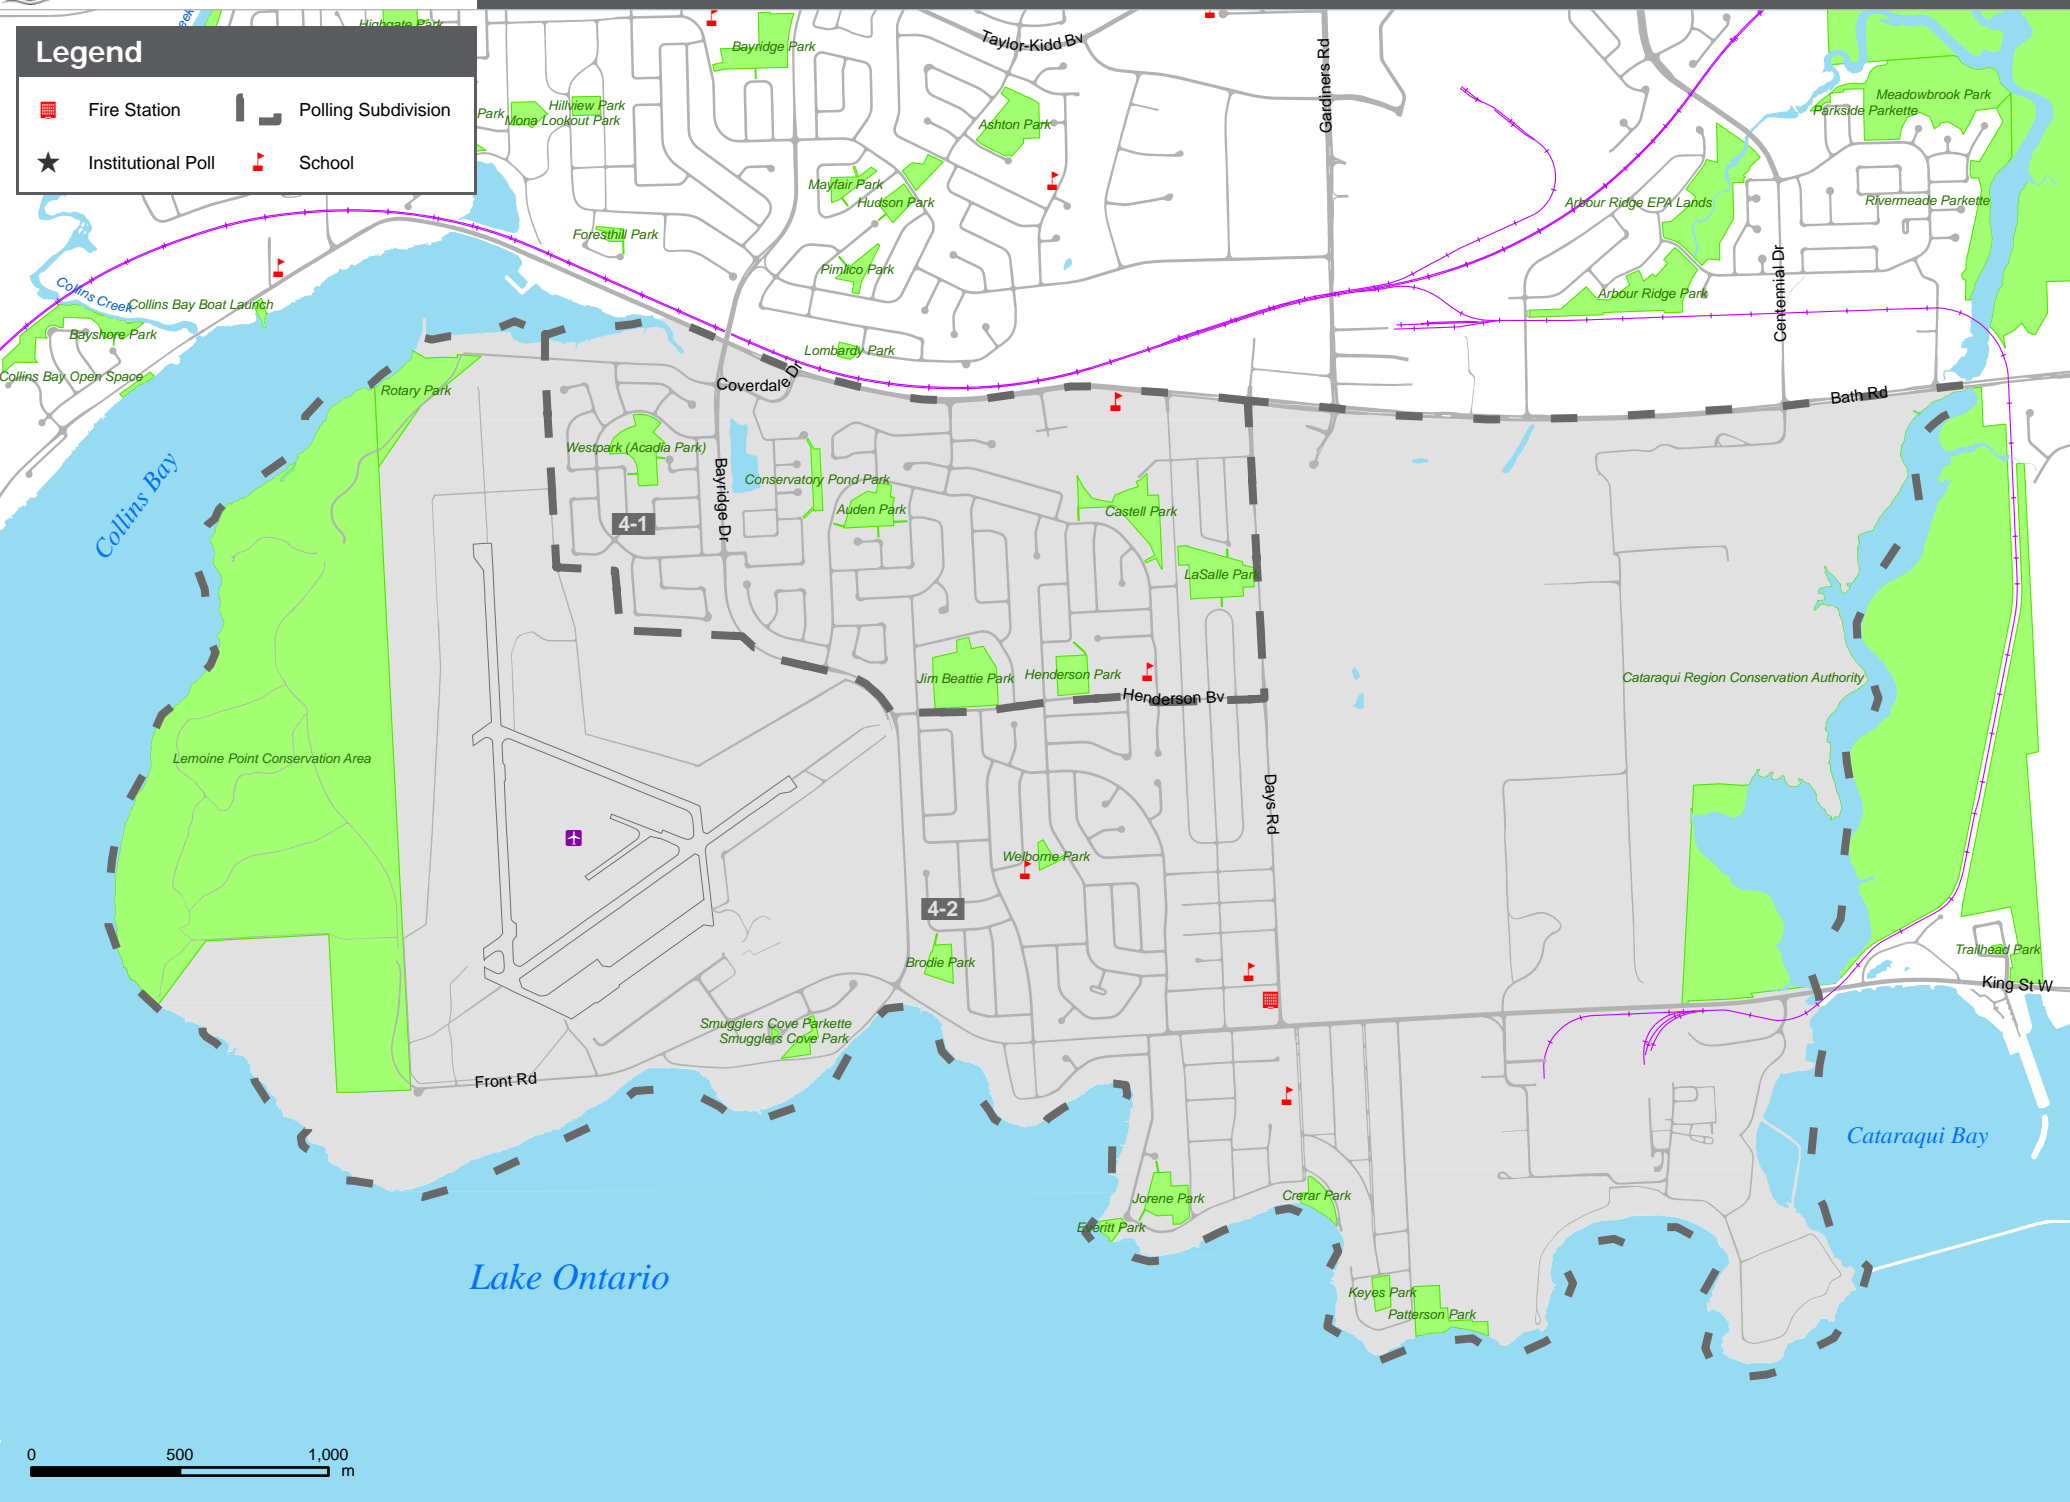 Highgate Park
Legend
Fire Station
Polling Subdivision
Institutional Poll
School
Bayridge Park
Taylor-Kidd Bv
Gardiners Rd
Meadowbrook Park
Parkside Parkette
Park
Hillview Park
Mona Lookout Park
Ashton Park
Mayfair Park
Hudson Park
Arbour Ridge EPA Lands
Rivermeade Parkette
Foresthill Park
Pimlico Park
Centennial Dr
Collins Creek
Collins Bay Boat Launch
Arbour Ridge Park
Bayshore Park
Lombardy Park
Collins Bay Open Space
Rotary Park
Coverdale Dr
Bath Rd
Westpark (Acadia Park)
Bayridge Dr
Conservatory Pond Park
Collins Bay
Auden Park
Castell Park
4-1
LaSalle Park
Jim Beattie Park
Henderson Park
Cataraqui Region Conservation Authority
Henderson Bv
Lemoine Point Conservation Area
Days Rd
Welborne Park
4-2
Brodie Park
Trailhead Park
King St W
Smugglers Cove Parkette
Smugglers Cove Park
Front Rd
Cataraqui Bay
Jorene Park
Crerar Park
Everitt Park
Lake Ontario
Keyes Park
Patterson Park
0 500 1,000
m